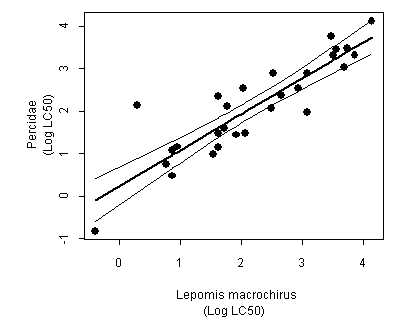 4
3
2
1
0
-1
Percidae
(Log LC50)
0 1 2 3 4
Lepomis macrochirus
(Log LC50)